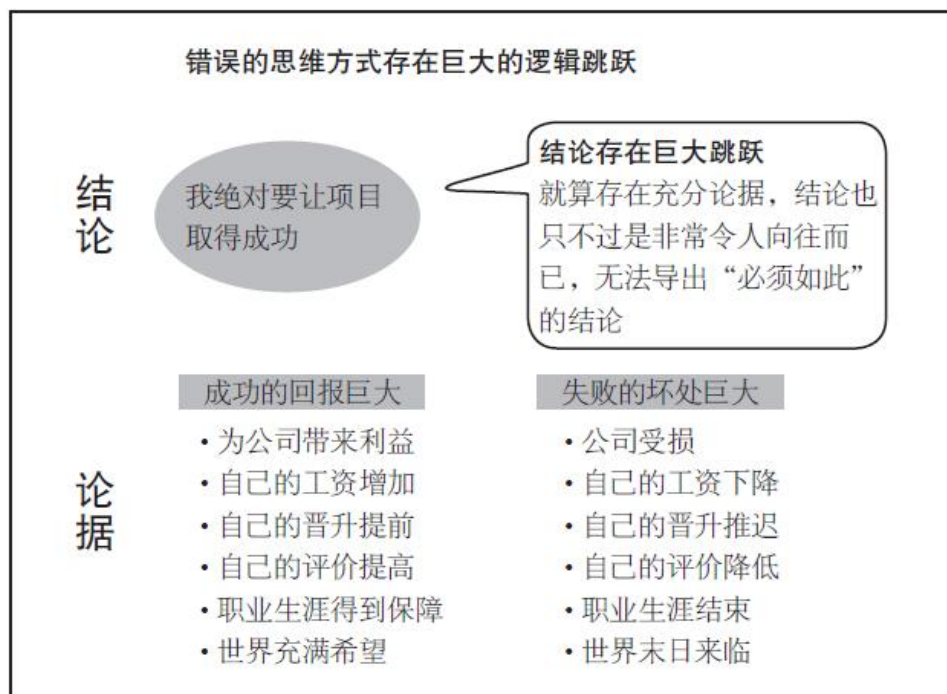 错误的思维方式存在巨大的逻辑跳跃
结论
我绝对要让项目
取得成功
结论存在巨大跳跃
就算存在充分论据，结论也
只不过是非常令人向往而
已，无法导出“必须如此”
的结论
论据
成功的回报巨大
・为公司带来利益
・自己的工资增加
・自己的晋升提前
・自己的评价提高
・职业生涯得到保障
・世界充满希望
失败的坏处巨大
・公司受损
・自己的工资下降
・自己的晋升推迟
・自己的评价降低
・职业生涯结束
・世界末日来临